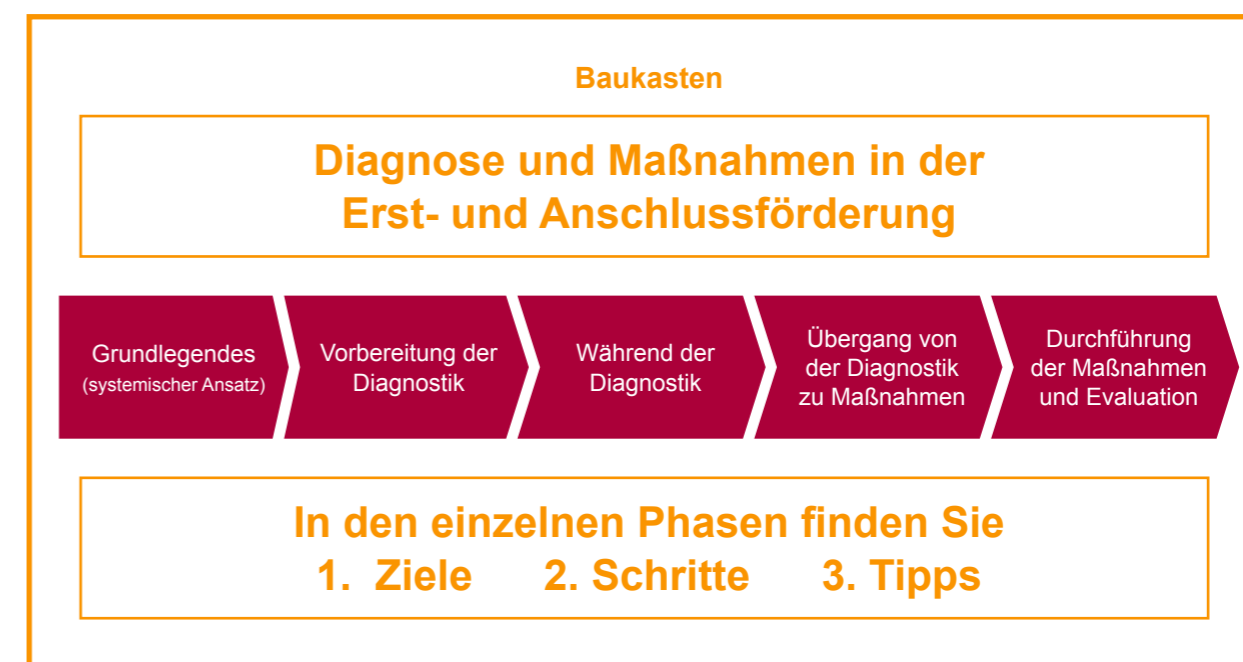 Baukasten
Diagnose und Maßnahmen in der
Erst- und Anschlussförderung
Grundlegendes
(systemischer Ansatz)
Vorbereitung der
Diagnostik
Während der
Diagnostik
Übergang von
der Diagnostik
zu Maßnahmen
Durchführung
der Maßnahmen
und Evaluation
In den einzelnen Phasen finden Sie
1. Ziele 2. Schritte 3. Tipps